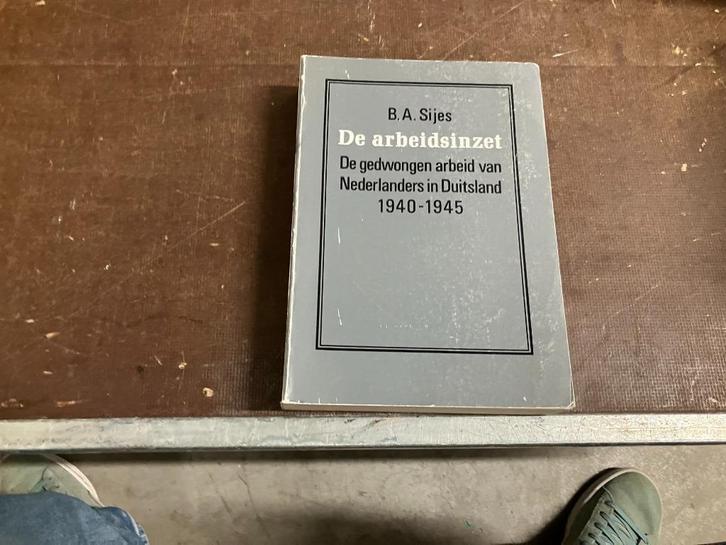 B.A. Sijes
De arbeidsinzet
De gedwongen arbeid van
Nederlanders in Duitsland
1940-1945